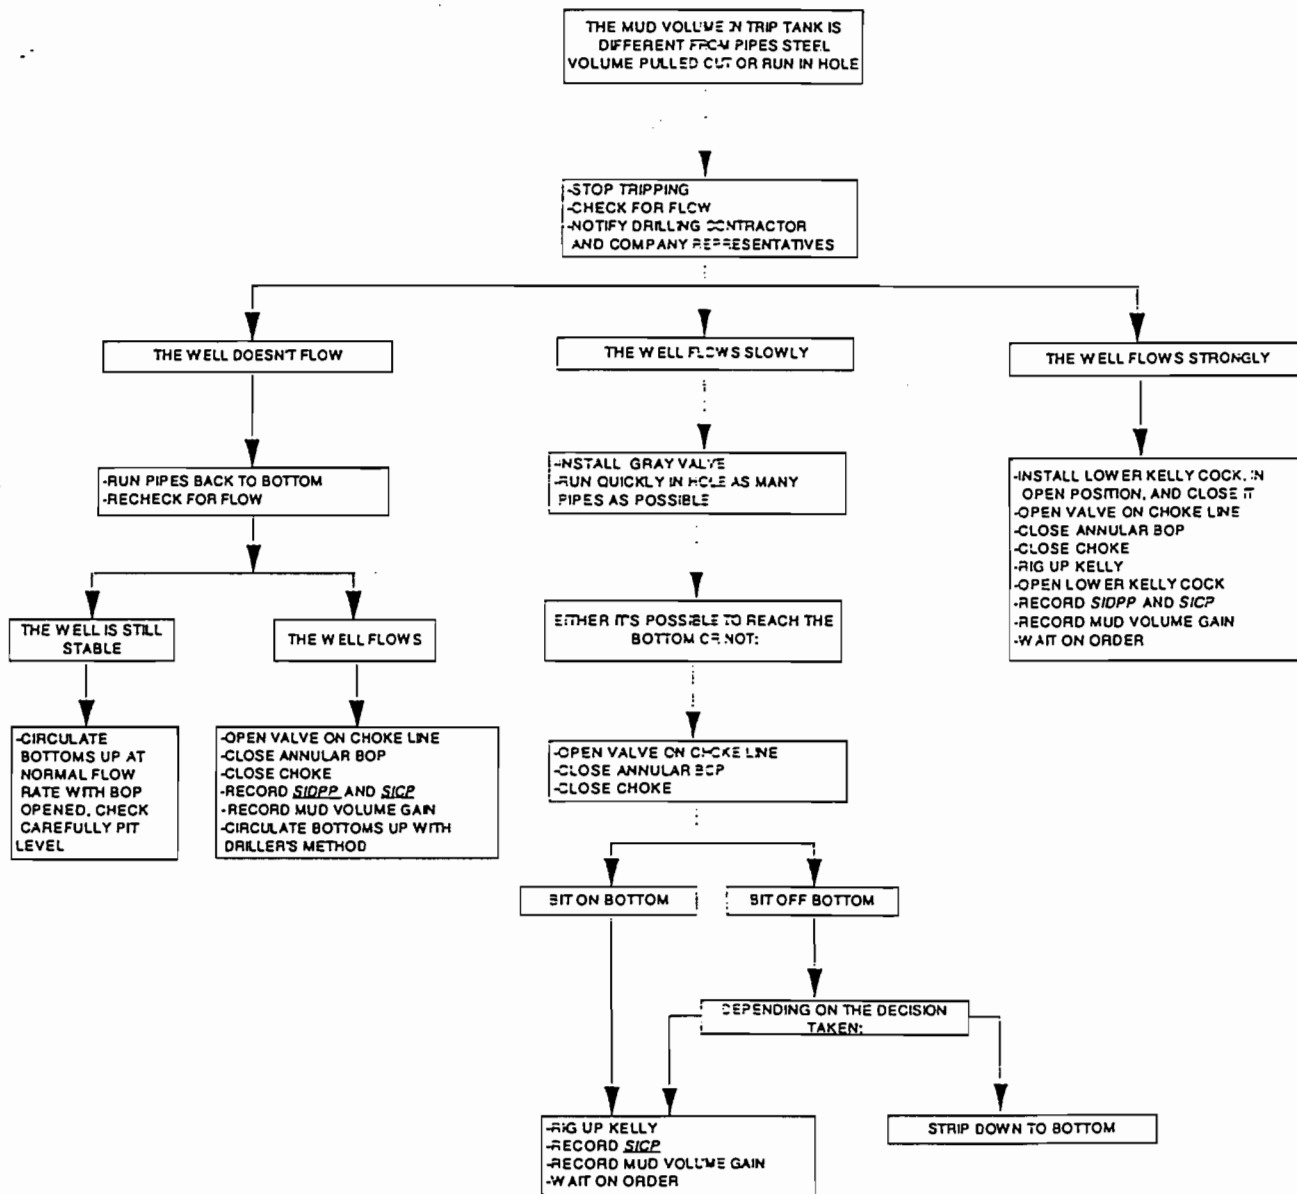 THE MUD VOLUME IN TRIP TANK IS
DIFFERENT FROM PIPES STEEL
VOLUME PULLED OUT OR RUN IN HOLE
-STOP TRIPPING
-CHECK FOR FLOW
-NOTIFY DRILLING CONTRACTOR
AND COMPANY REPRESENTATIVES
THE WELL DOESN'T FLOW
THE WELL FLOWS SLOWLY
THE WELL FLOWS STRONGLY
-RUN PIPES BACK TO BOTTOM
-RECHECK FOR FLOW
-INSTALL GRAY VALVE
-RUN QUICKLY IN HOLE AS MANY
PIPES AS POSSIBLE
-INSTALL LOWER KELLY COCK, IN
OPEN POSITION, AND CLOSE IT
-OPEN VALVE ON CHOKE LINE
-CLOSE ANNULAR BOP
-CLOSE CHOKE
-RIG UP KELLY
-OPEN LOWER KELLY COCK
-RECORD SIDPP AND SICP
-RECORD MUD VOLUME GAIN
-WAIT ON ORDER
THE WELL IS STILL
STABLE
THE WELL FLOWS
EITHER IT'S POSSIBLE TO REACH THE
BOTTOM OR NOT:
-CIRCULATE
BOTTOMS UP AT
NORMAL FLOW
RATE WITH BOP
OPENED, CHECK
CAREFULLY PIT
LEVEL
-OPEN VALVE ON CHOKE LINE
-CLOSE ANNULAR BOP
-CLOSE CHOKE
-RECORD SIDPP AND SICP
-RECORD MUD VOLUME GAIN
-CIRCULATE BOTTOMS UP WITH
DRILLER'S METHOD
-OPEN VALVE ON CHOKE LINE
-CLOSE ANNULAR BOP
-CLOSE CHOKE
BIT ON BOTTOM
BIT OFF BOTTOM
DEPENDING ON THE DECISION
TAKEN:
-RIG UP KELLY
-RECORD SICP
-RECORD MUD VOLUME GAIN
-WAIT ON ORDER
STRIP DOWN TO BOTTOM